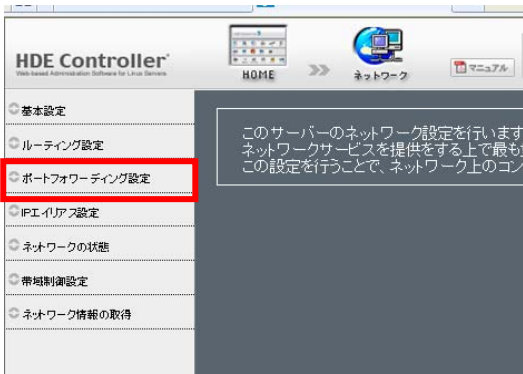 HDE Controller
Web-based Administration Software for Linux Servers
HOME
ネットワーク
マニュアル
基本設定
ルーティング設定
ポートフォワーディング設定
IPエイリアス設定
ネットワークの状態
帯域制御設定
ネットワーク情報の取得
このサーバーのネットワーク設定を行います
ネットワークサービスを提供をする上で最も
この設定を行うことで、ネットワーク上のコン